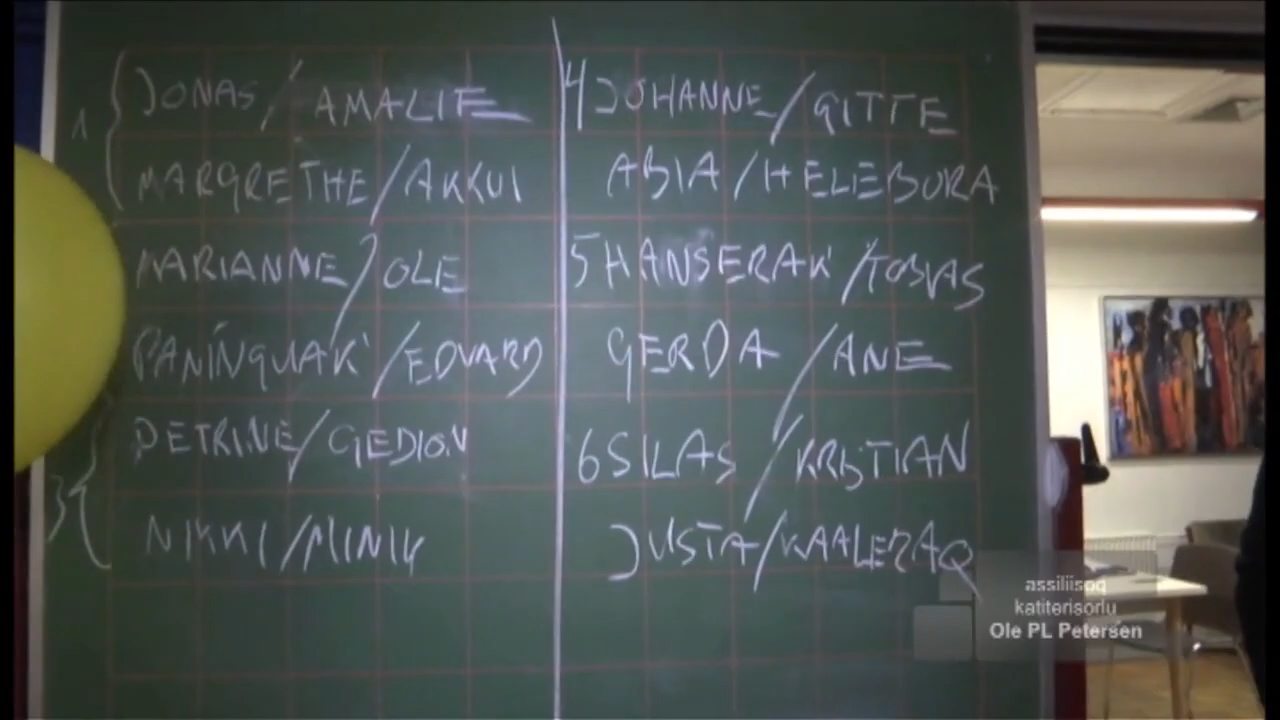 1 JONAS / AMALIE
MARGRETHE / AKKUI
MARIANNE / OLE
PANÍNGUAK' / EDVARD
3 PETRINE / GEDION
NIKKI / MINIK
4 JOHANNE / GITTE
ABIA / HELEBORA
5 HANSERAK' / TOBIAS
GERDA / ANE
6 SILAS / KRISTIAN
JUSTA / KAALERAQ
assiliisoq
katiterisorlu
Ole PL Petersen